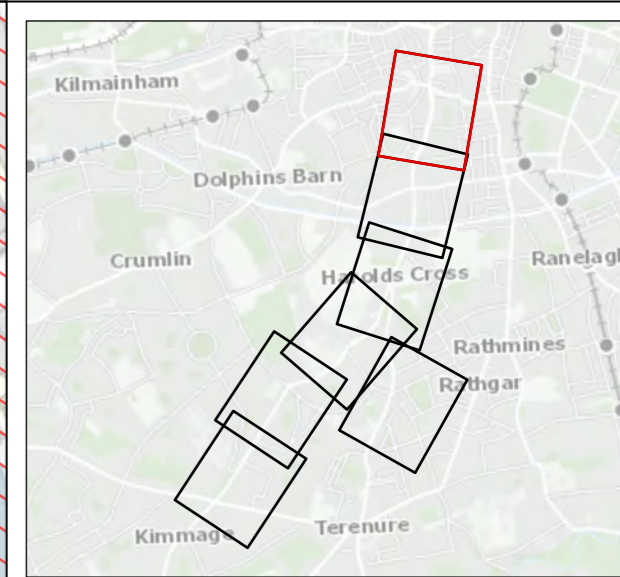 Kilmainham
Dolphins Barn
Crumlin
Ranelagh
Harolds Cross
Rathmines
Rathgar
Terenure
Kimmage